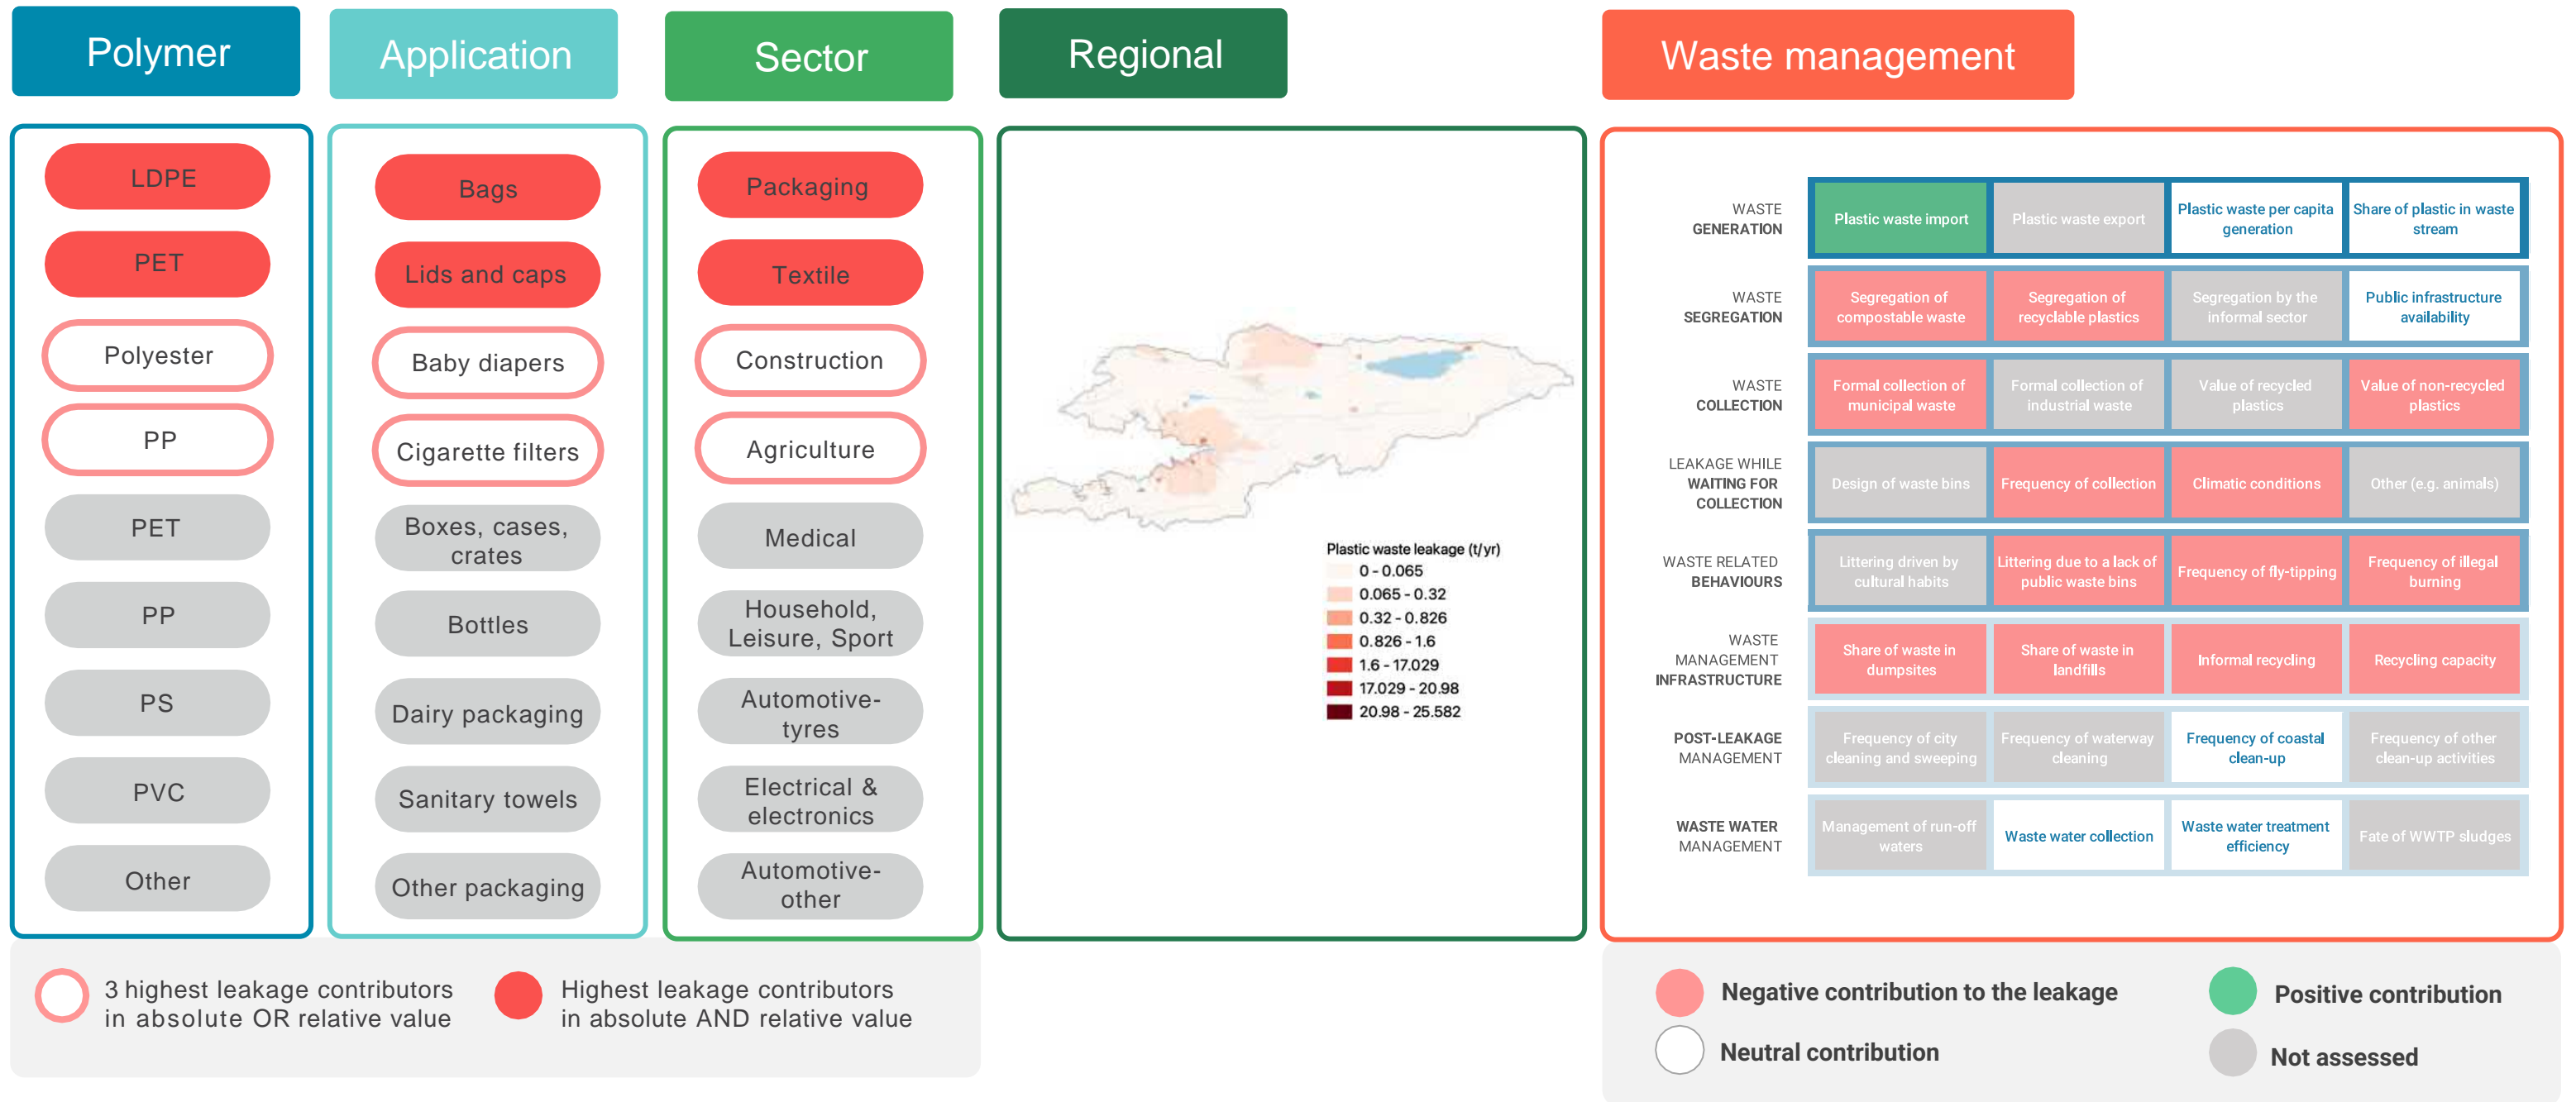 Polymer
Application
Sector
Regional
Waste management
LDPE
PET
Polyester
PP
PET
PP
PS
PVC
Other
Bags
Lids and caps
Baby diapers
Cigarette filters
Boxes, cases,
crates
Bottles
Dairy packaging
Sanitary towels
Other packaging
Packaging
Textile
Construction
Agriculture
Medical
Household,
Leisure, Sport
Automotive-
tyres
Electrical &
electronics
Automotive-
other
Plastic waste leakage (t/yr)
0 - 0.065
0.065 - 0.32
0.32 - 0.826
0.826 - 1.6
1.6 - 17.029
17.029 - 20.98
20.98 - 25.582
WASTE
GENERATION
Plastic waste import
Plastic waste export
Plastic waste per capita
generation
Share of plastic in waste
stream
WASTE
SEGREGATION
Segregation of
compostable waste
Segregation of
recyclable plastics
Segregation by the
informal sector
Public infrastructure
availability
WASTE
COLLECTION
Formal collection of
municipal waste
Formal collection of
industrial waste
Value of recycled
plastics
Value of non-recycled
plastics
LEAKAGE WHILE
WAITING FOR
COLLECTION
Design of waste bins
Frequency of collection
Climatic conditions
Other (e.g. animals)
WASTE RELATED
BEHAVIOURS
Littering driven by
cultural habits
Littering due to a lack of
public waste bins
Frequency of fly-tipping
Frequency of illegal
burning
WASTE
MANAGEMENT
INFRASTRUCTURE
Share of waste in
dumpsites
Share of waste in
landfills
Informal recycling
Recycling capacity
POST-LEAKAGE
MANAGEMENT
Frequency of city
cleaning and sweeping
Frequency of waterway
cleaning
Frequency of coastal
clean-up
Frequency of other
clean-up activities
WASTE WATER
MANAGEMENT
Management of run-off
waters
Waste water collection
Waste water treatment
efficiency
Fate of WWTP sludges
3 highest leakage contributors
in absolute OR relative value
Highest leakage contributors
in absolute AND relative value
Negative contribution to the leakage
Positive contribution
Neutral contribution
Not assessed